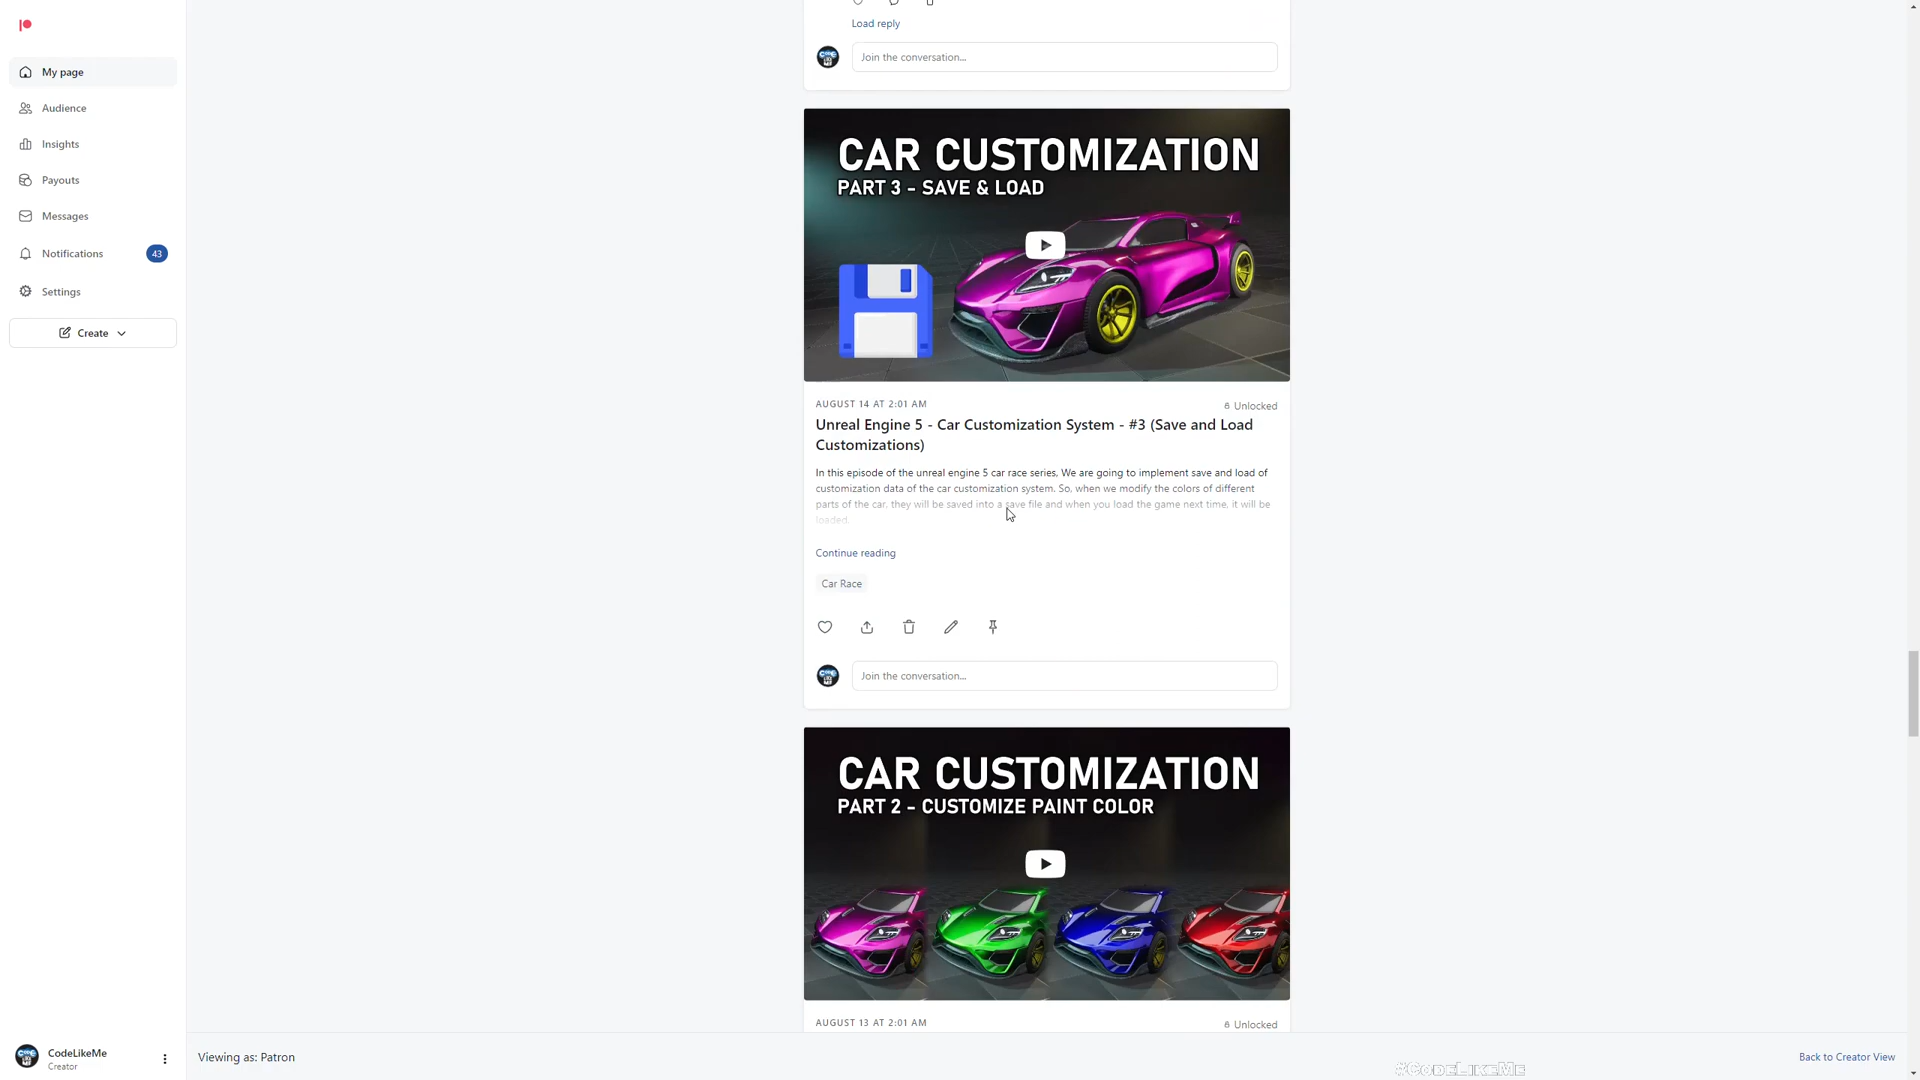 Load reply
Join the conversation...
My page
Audience
Insights
Payouts
Messages
Notifications
43
Settings
Create
CAR CUSTOMIZATION
PART 3 - SAVE & LOAD
AUGUST 14 AT 2:01 AM
Unlocked
Unreal Engine 5 - Car Customization System - #3 (Save and Load
Customizations)
In this episode of the unreal engine 5 car race series, We are going to implement save and load of
customization data of the car customization system. So, when we modify the colors of different
parts of the car, they will be saved into a save file and when you load the game next time, it will be
loaded.
Continue reading
Car Race
Join the conversation...
CAR CUSTOMIZATION
PART 2 - CUSTOMIZE PAINT COLOR
AUGUST 13 AT 2:01 AM
Unlocked
CodeLikeMe
Creator
Viewing as: Patron
Back to Creator View
#CodeLikeMe